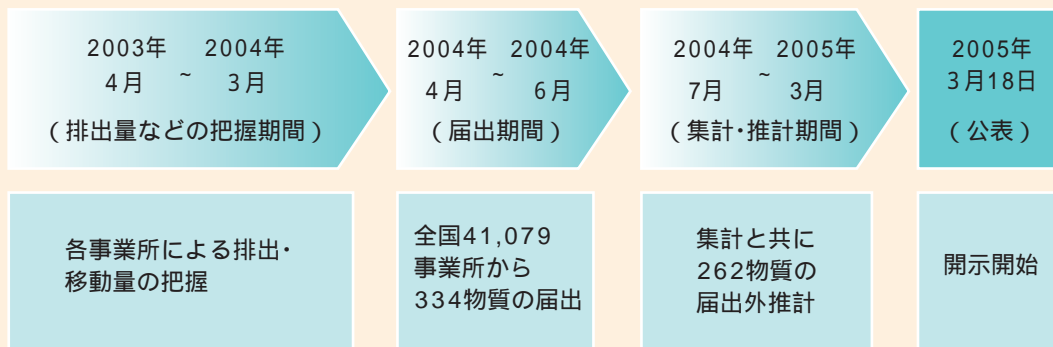 2003年 2004年
4月 ~ 3月
(排出量などの把握期間)
2004年 2004年
4月 ~ 6月
(届出期間)
2004年 2005年
7月 ~ 3月
(集計・推計期間)
2005年
3月18日
(公表)
各事業所による排出・
移動量の把握
全国41,079
事業所から
334物質の届出
集計と共に
262物質の
届出外推計
開示開始